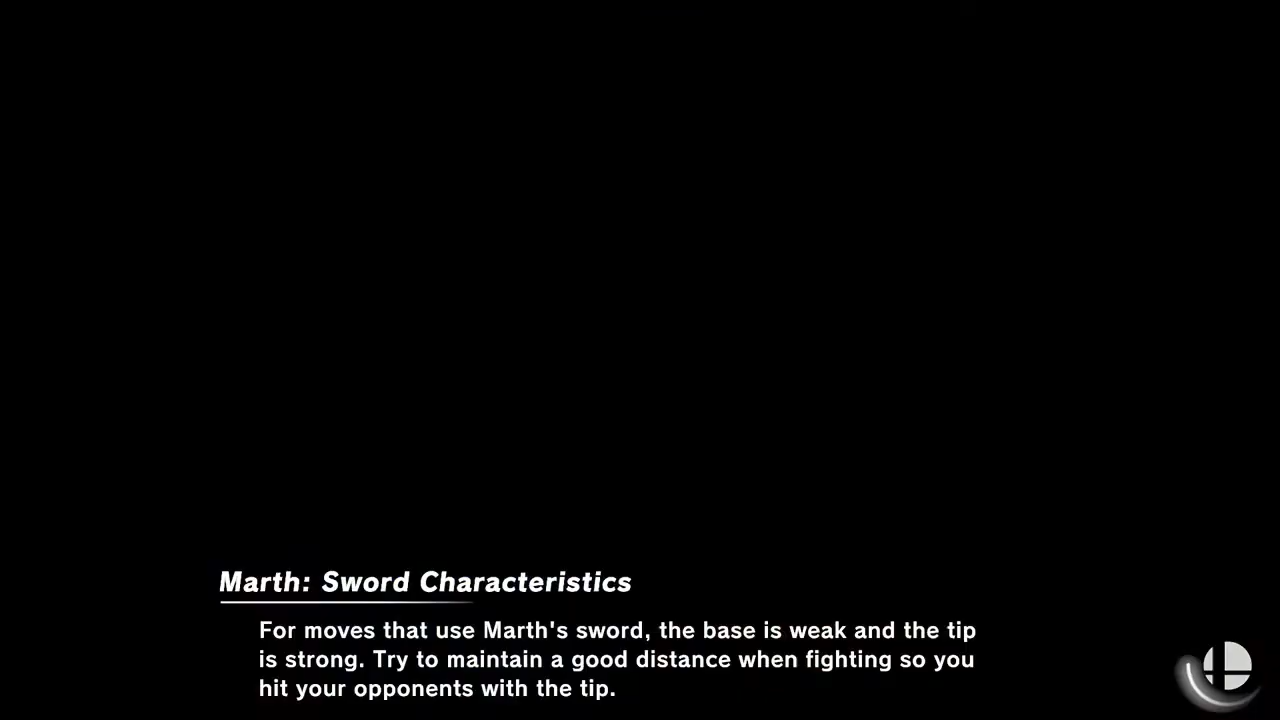 Marth: Sword Characteristics
For moves that use Marth's sword, the base is weak and the tip
is strong. Try to maintain a good distance when fighting so you
hit your opponents with the tip.